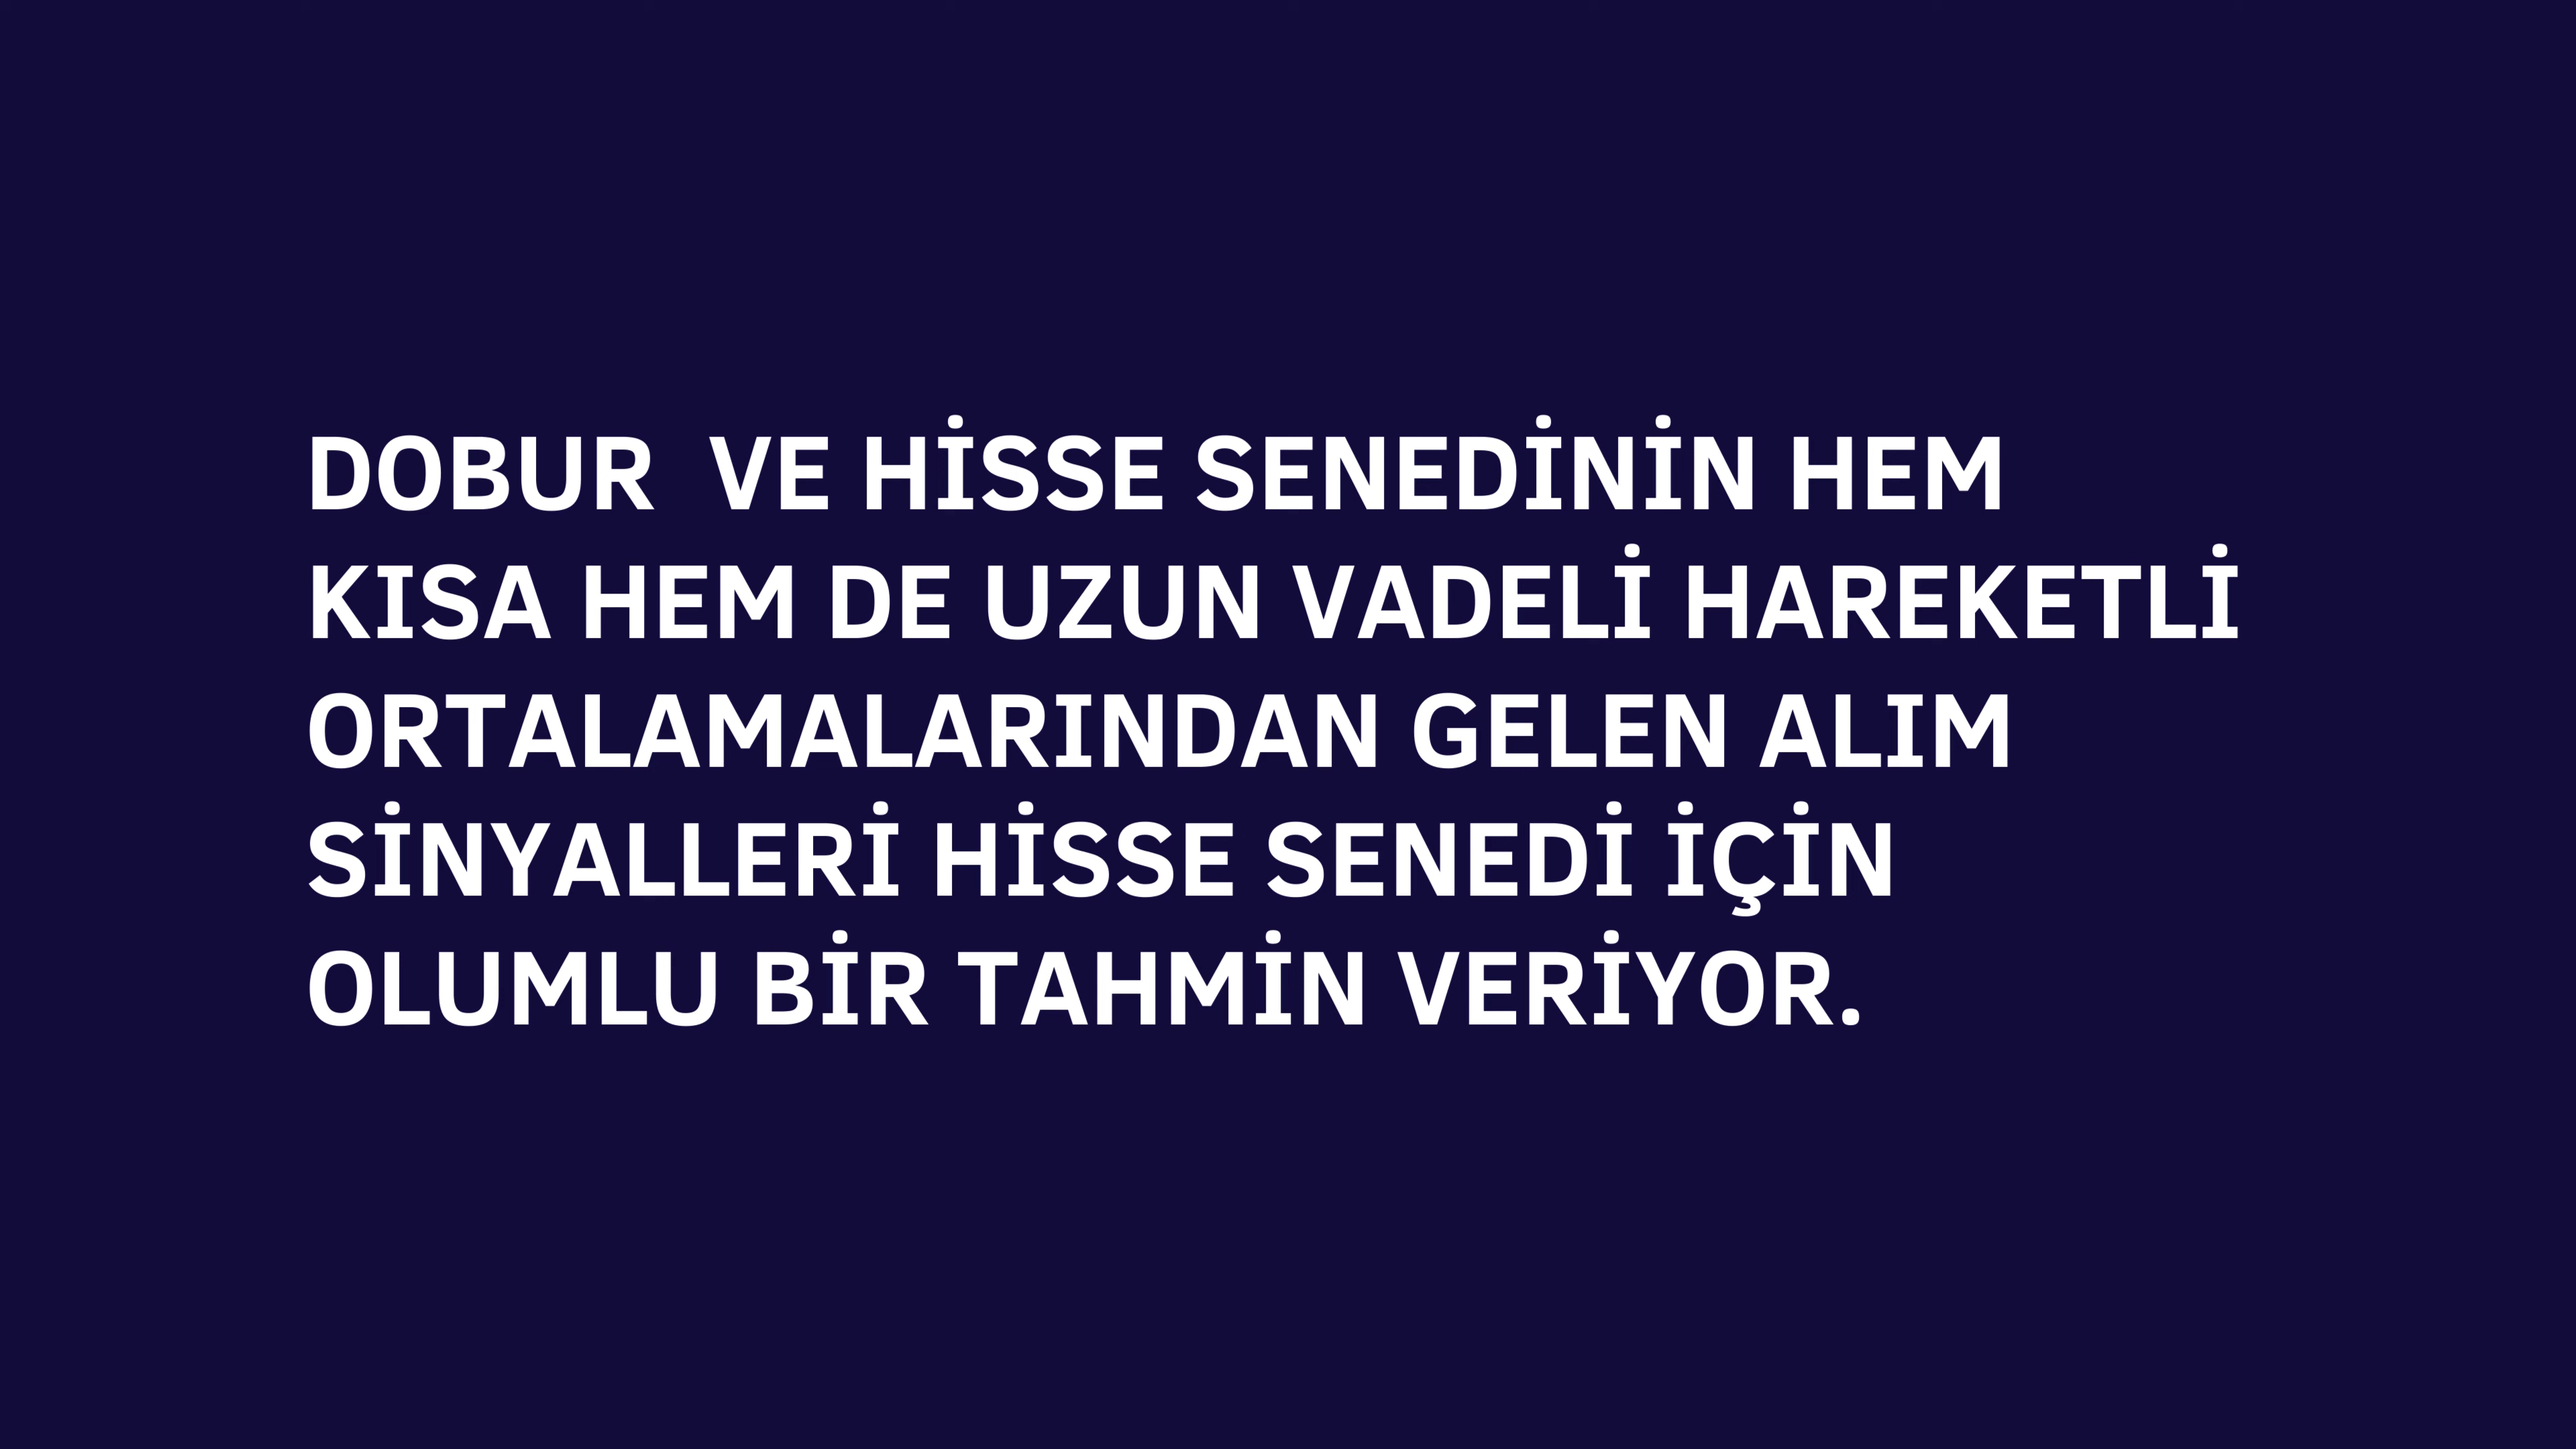 DOBUR  VE HİSSE SENEDİNİN HEM
KISA HEM DE UZUN VADELİ HAREKETLİ
ORTALAMALARINDAN GELEN ALIM
SİNYALLERİ HİSSE SENEDİ İÇİN
OLUMLU BİR TAHMİN VERİYOR.